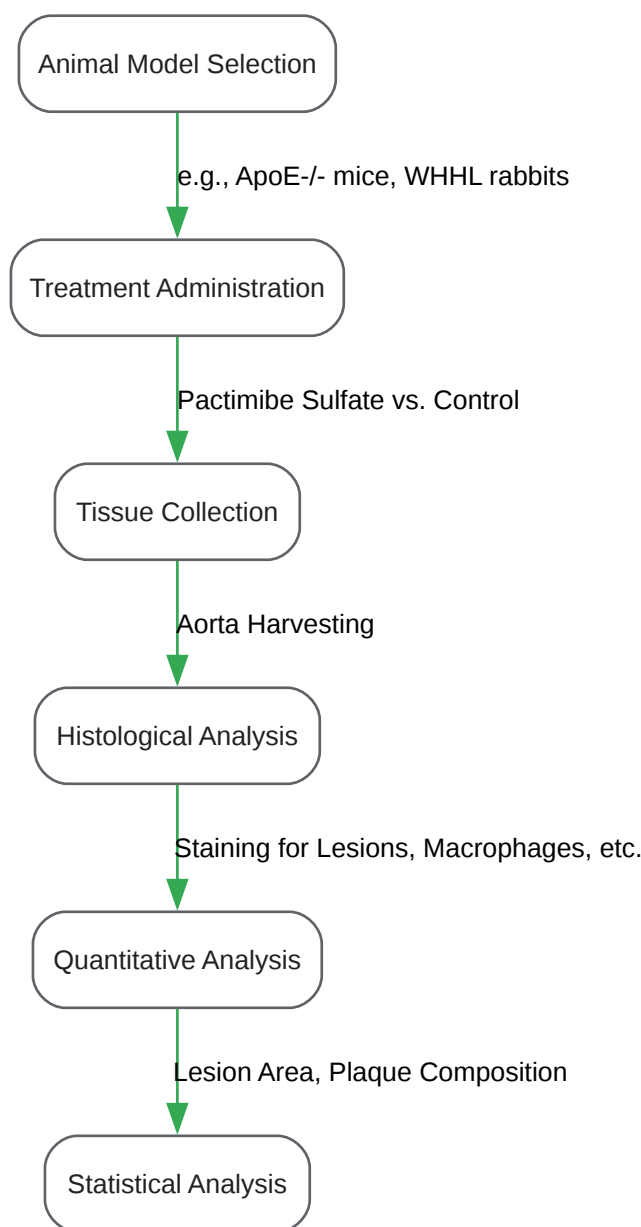 Animal Model Selection
e.g., ApoE-/- mice, WHHL rabbits
Treatment Administration
Pactimibe Sulfate vs. Control
Tissue Collection
Aorta Harvesting
Histological Analysis
Staining for Lesions, Macrophages, etc.
Quantitative Analysis
Lesion Area, Plaque Composition
Statistical Analysis